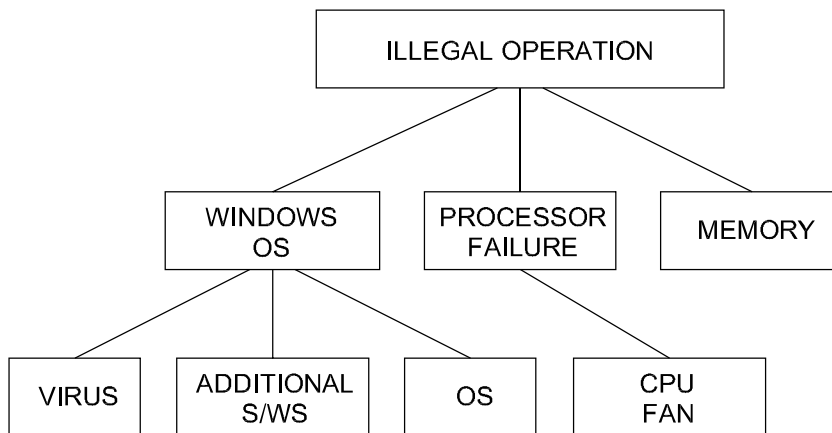 ILLEGAL OPERATION
WINDOWS
OS
PROCESSOR
FAILURE
MEMORY
VIRUS
ADDITIONAL
S/WS
OS
CPU
FAN